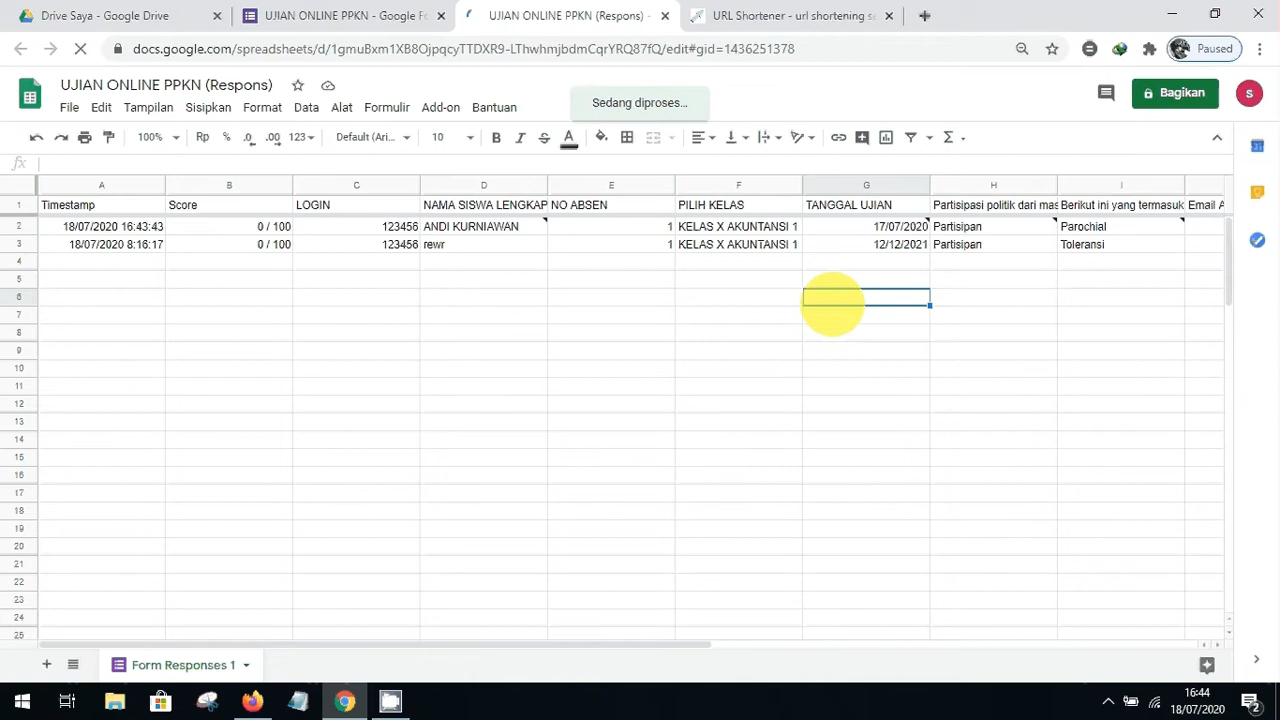 Drive Saya - Google Drive
UJIAN ONLINE PPKN - Google Fo
UJIAN ONLINE PPKN (Respons) -
URL Shortener - url shortening se
docs.google.com/spreadsheets/d/1gmuBxm1XB8OjpqcyTTDXR9-LThwhmjbdmCqrYRQ87fQ/edit#gid=1436251378
Paused
UJIAN ONLINE PPKN (Respons)
File Edit Tampilan Sisipkan Format Data Alat Formulir Add-on Bantuan
Sedang diproses...
Bagikan
S
100% Rp % .0 .00 123 Default (Ari... 10 B I S A
fx
A B C D E F G H I
1 Timestamp Score LOGIN NAMA SISWA LENGKAP NO ABSEN PILIH KELAS TANGGAL UJIAN Partisipasi politik dari mas Berikut ini yang termasuk Email A
2 18/07/2020 16:43:43 0 / 100 123456 ANDI KURNIAWAN 1 KELAS X AKUNTANSI 1 17/07/2020 Partisipan Parochial
3 18/07/2020 8:16:17 0 / 100 123456 rewr 1 KELAS X AKUNTANSI 1 12/12/2021 Partisipan Toleransi
4
5
6
7
8
9
10
11
12
13
14
15
16
17
18
19
20
21
22
23
24
25
Form Responses 1
31
16:44
18/07/2020
2